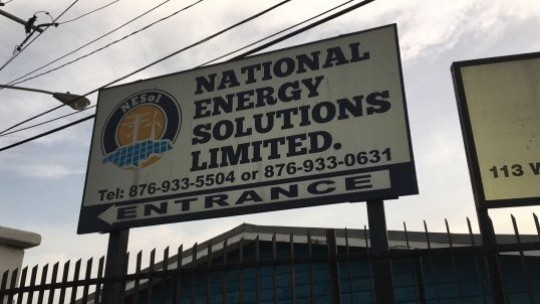 NESol
NATIONAL
ENERGY
SOLUTIONS
LIMITED.
Tel: 876-933-5504 or 876-933-0631
ENTRANCE
113 W